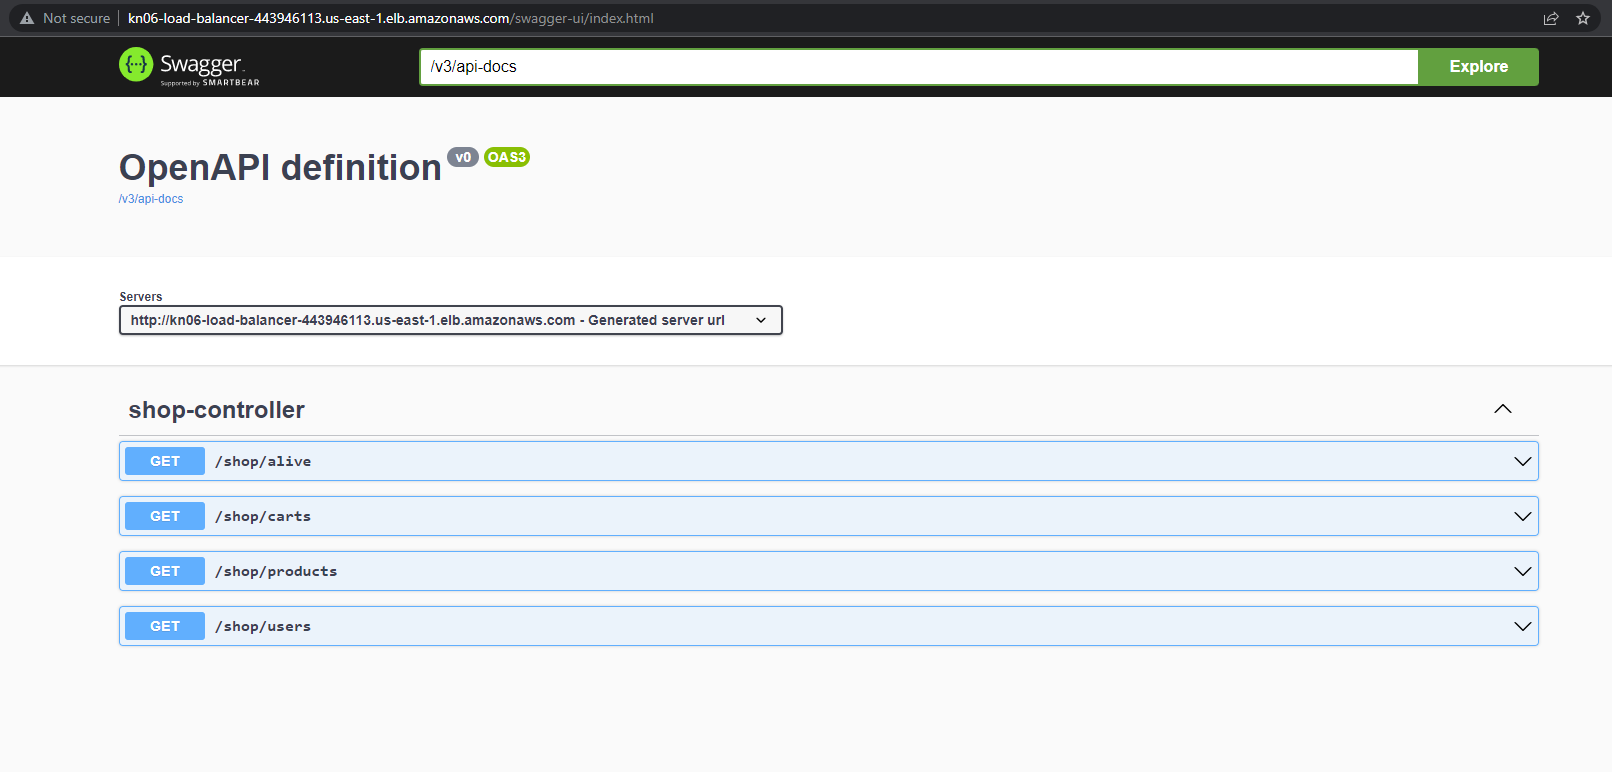 Not secure kn06-load-balancer-443946113.us-east-1.elb.amazonaws.com/swagger-ui/index.html
Swagger
Supported by SMARTBEAR
/v3/api-docs Explore
OpenAPI definition v0 OAS3
/v3/api-docs
Servers
http://kn06-load-balancer-443946113.us-east-1.elb.amazonaws.com - Generated server url
shop-controller
GET /shop/alive
GET /shop/carts
GET /shop/products
GET /shop/users